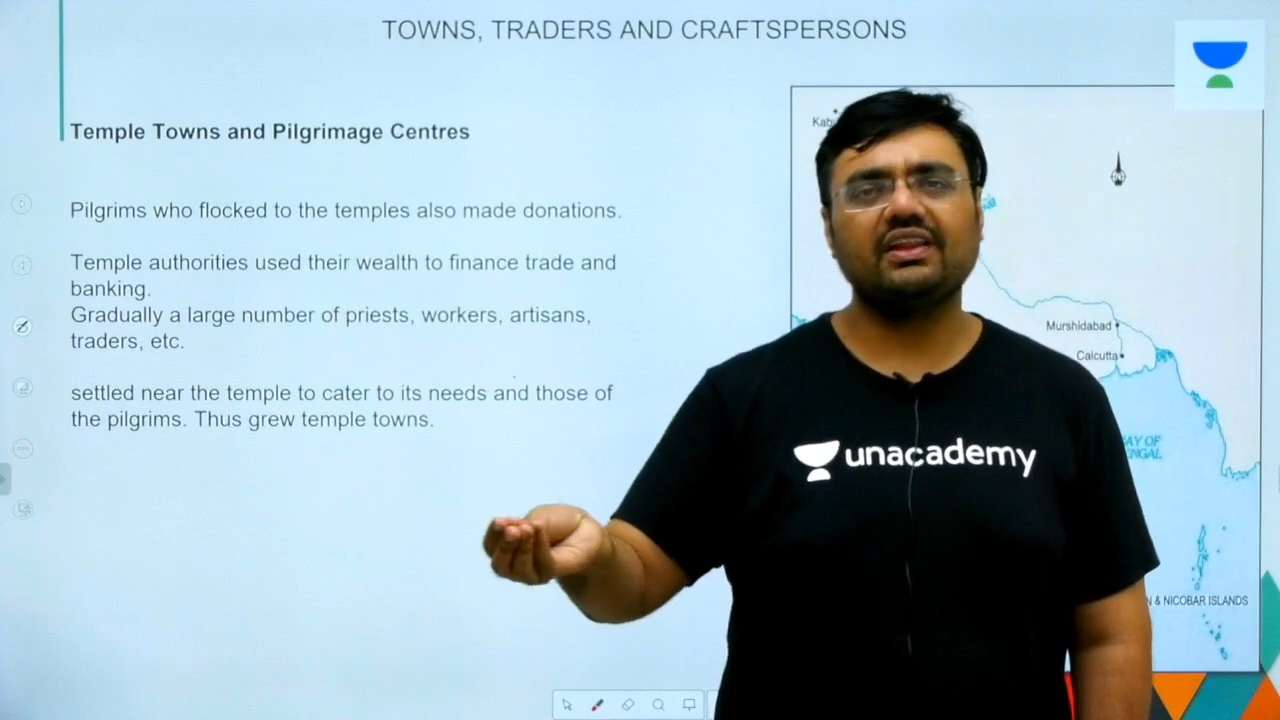 TOWNS, TRADERS AND CRAFTSPERSONS
Temple Towns and Pilgrimage Centres
Pilgrims who flocked to the temples also made donations.
Temple authorities used their wealth to finance trade and
banking.
Gradually a large number of priests, workers, artisans,
traders, etc.
settled near the temple to cater to its needs and those of
the pilgrims. Thus grew temple towns.
N
Murshidabad
Calcutta
unacademy
& NICOBAR ISLANDS